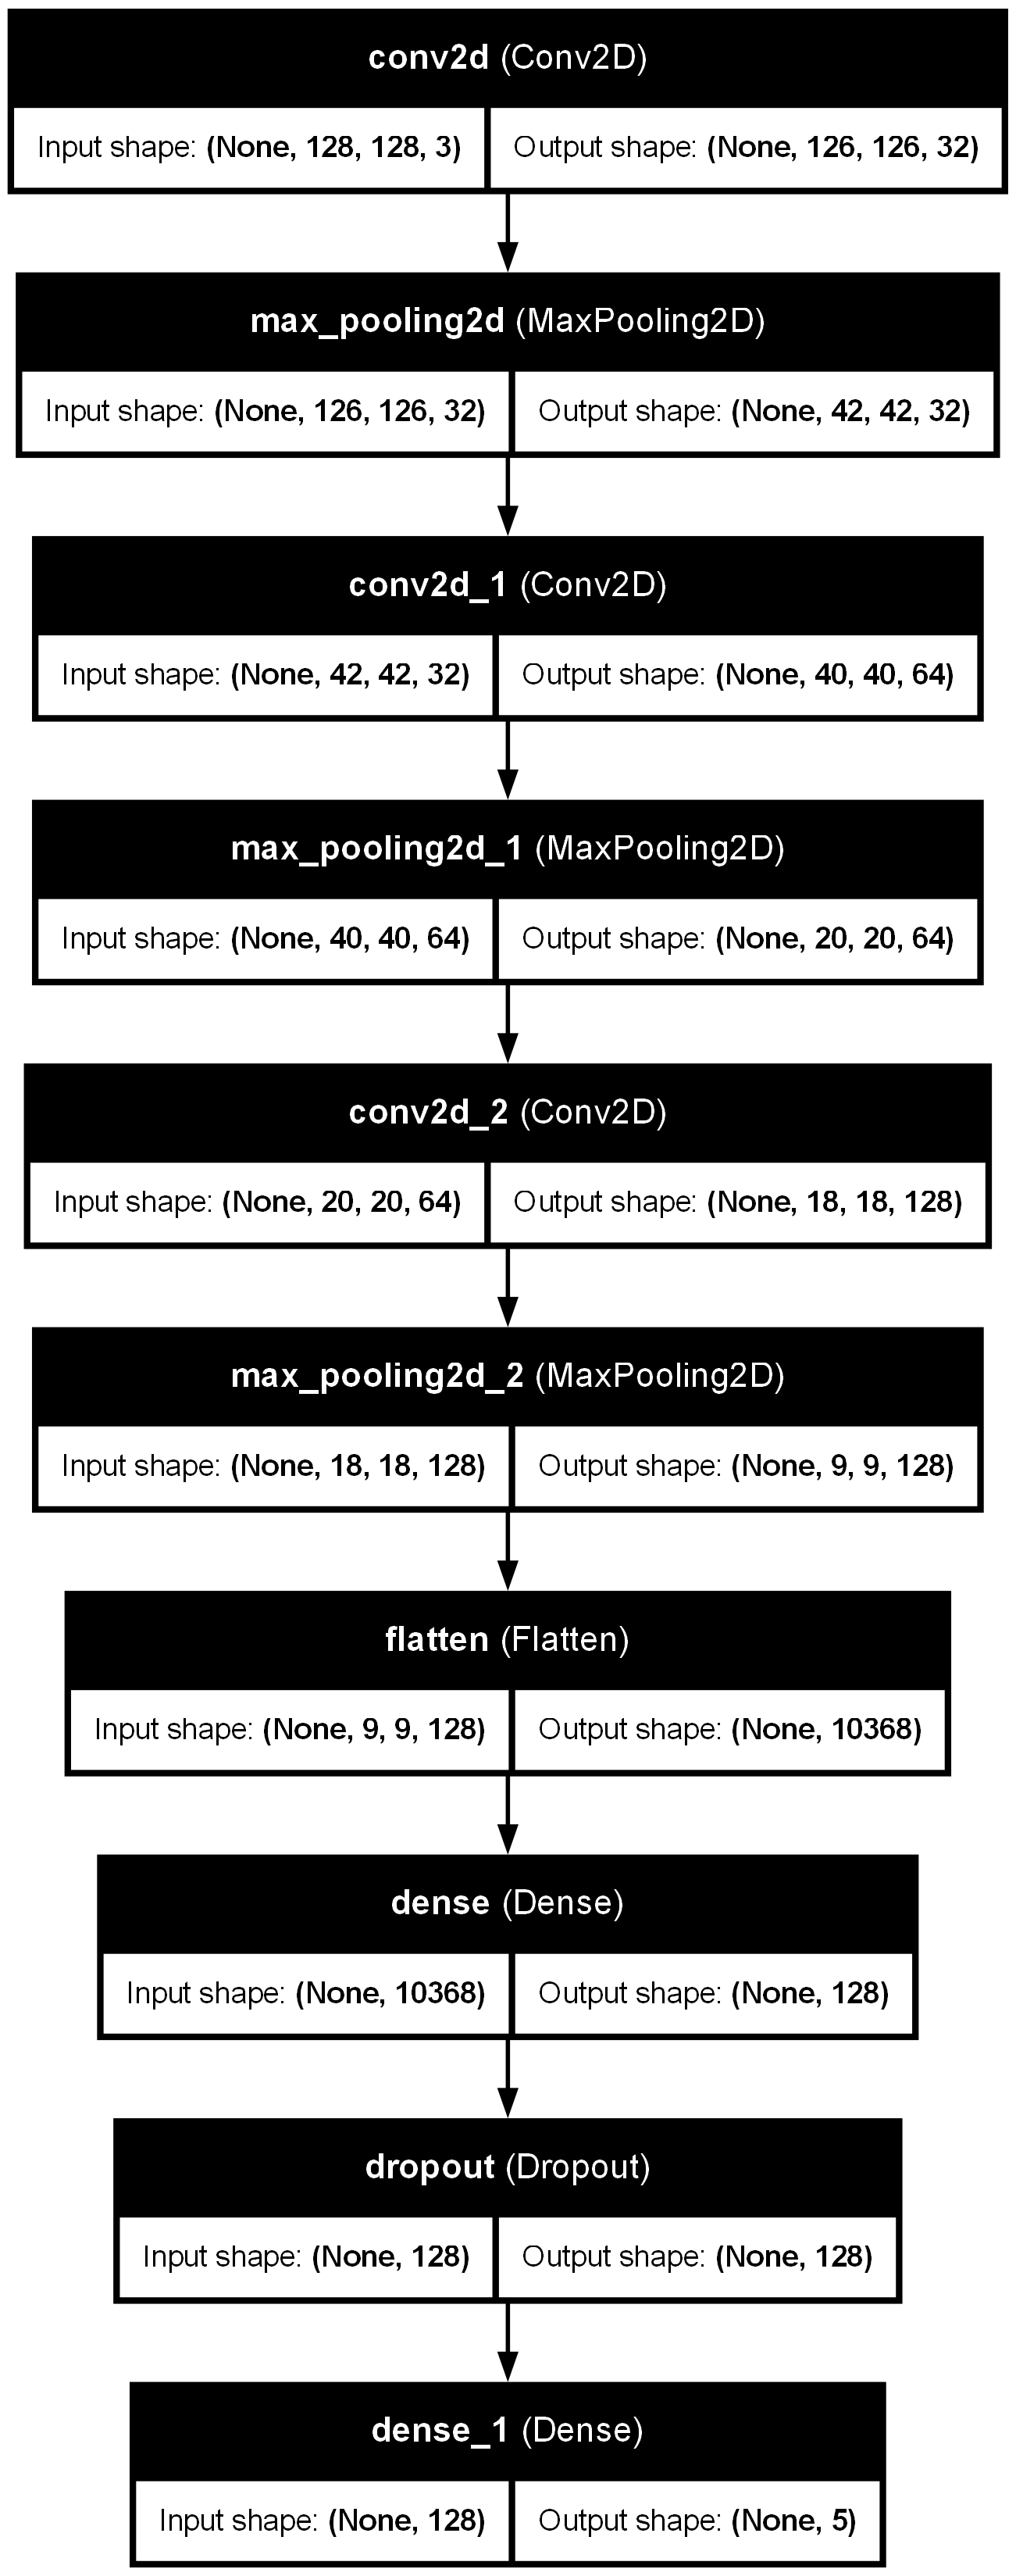 conv2d (Conv2D)
Input shape: (None, 128, 128, 3) Output shape: (None, 126, 126, 32)
max_pooling2d (MaxPooling2D)
Input shape: (None, 126, 126, 32) Output shape: (None, 42, 42, 32)
conv2d_1 (Conv2D)
Input shape: (None, 42, 42, 32) Output shape: (None, 40, 40, 64)
max_pooling2d_1 (MaxPooling2D)
Input shape: (None, 40, 40, 64) Output shape: (None, 20, 20, 64)
conv2d_2 (Conv2D)
Input shape: (None, 20, 20, 64) Output shape: (None, 18, 18, 128)
max_pooling2d_2 (MaxPooling2D)
Input shape: (None, 18, 18, 128) Output shape: (None, 9, 9, 128)
flatten (Flatten)
Input shape: (None, 9, 9, 128) Output shape: (None, 10368)
dense (Dense)
Input shape: (None, 10368) Output shape: (None, 128)
dropout (Dropout)
Input shape: (None, 128) Output shape: (None, 128)
dense_1 (Dense)
Input shape: (None, 128) Output shape: (None, 5)